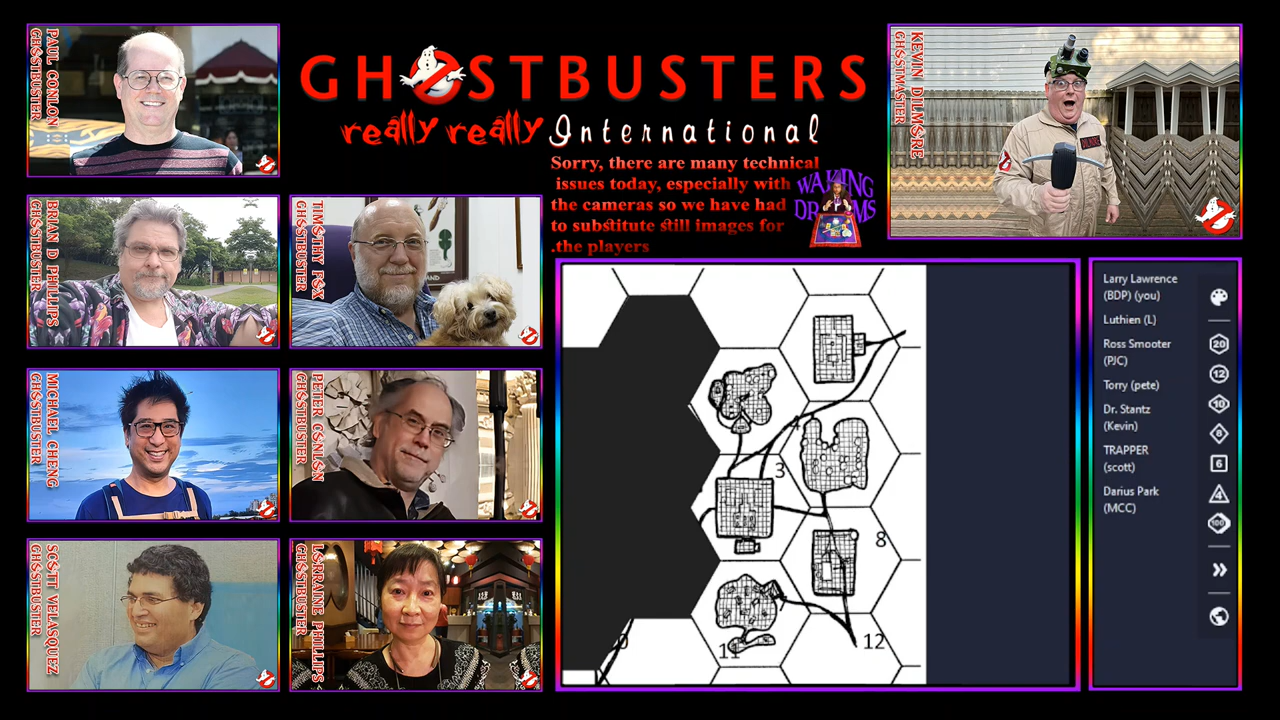 PAUL CONLON
GHOSTBUSTER
GHOSTBUSTERS
really really International
Sorry, there are many technical
issues today, especially with
the cameras so we have had
to substitute still images for
.the players
WAKING
DREAMS
KEVIN DILMORE
GHOSTMASTER
BRIAN D PHILLIPS
GHOSTBUSTER
TIMOTHY FOX
GHOSTBUSTER
AND
MICHAEL CHENG
GHOSTBUSTER
PETER CONLON
GHOSTBUSTER
SCOTT VELASQUEZ
GHOSTBUSTER
LORRAINE PHILLIPS
GHOSTBUSTER
3
8
11
12
Larry Lawrence
(BDP) (you)
Luthien (L)
Ross Smooter
(PJC)
Torry (pete)
Dr. Stantz
(Kevin)
TRAPPER
(scott)
Darius Park
(MCC)
20
12
10
8
6
4
100